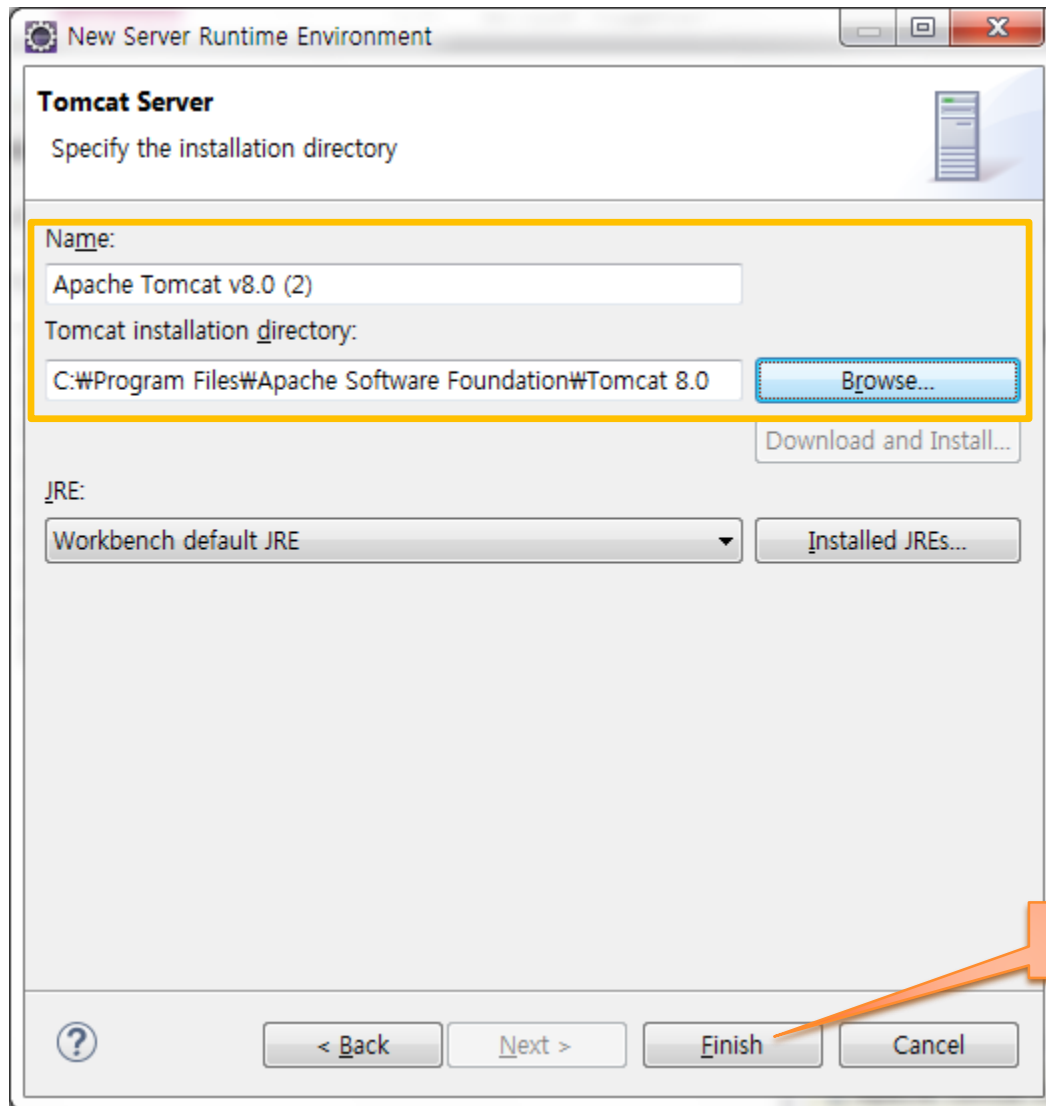 New Server Runtime Environment
Tomcat Server
Specify the installation directory
Name:
Apache Tomcat v8.0 (2)
Tomcat installation directory:
C:₩Program Files₩Apache Software Foundation₩Tomcat 8.0
Browse...
Download and Install...
JRE:
Workbench default JRE
Installed JREs...
?
< Back
Next >
Finish
Cancel